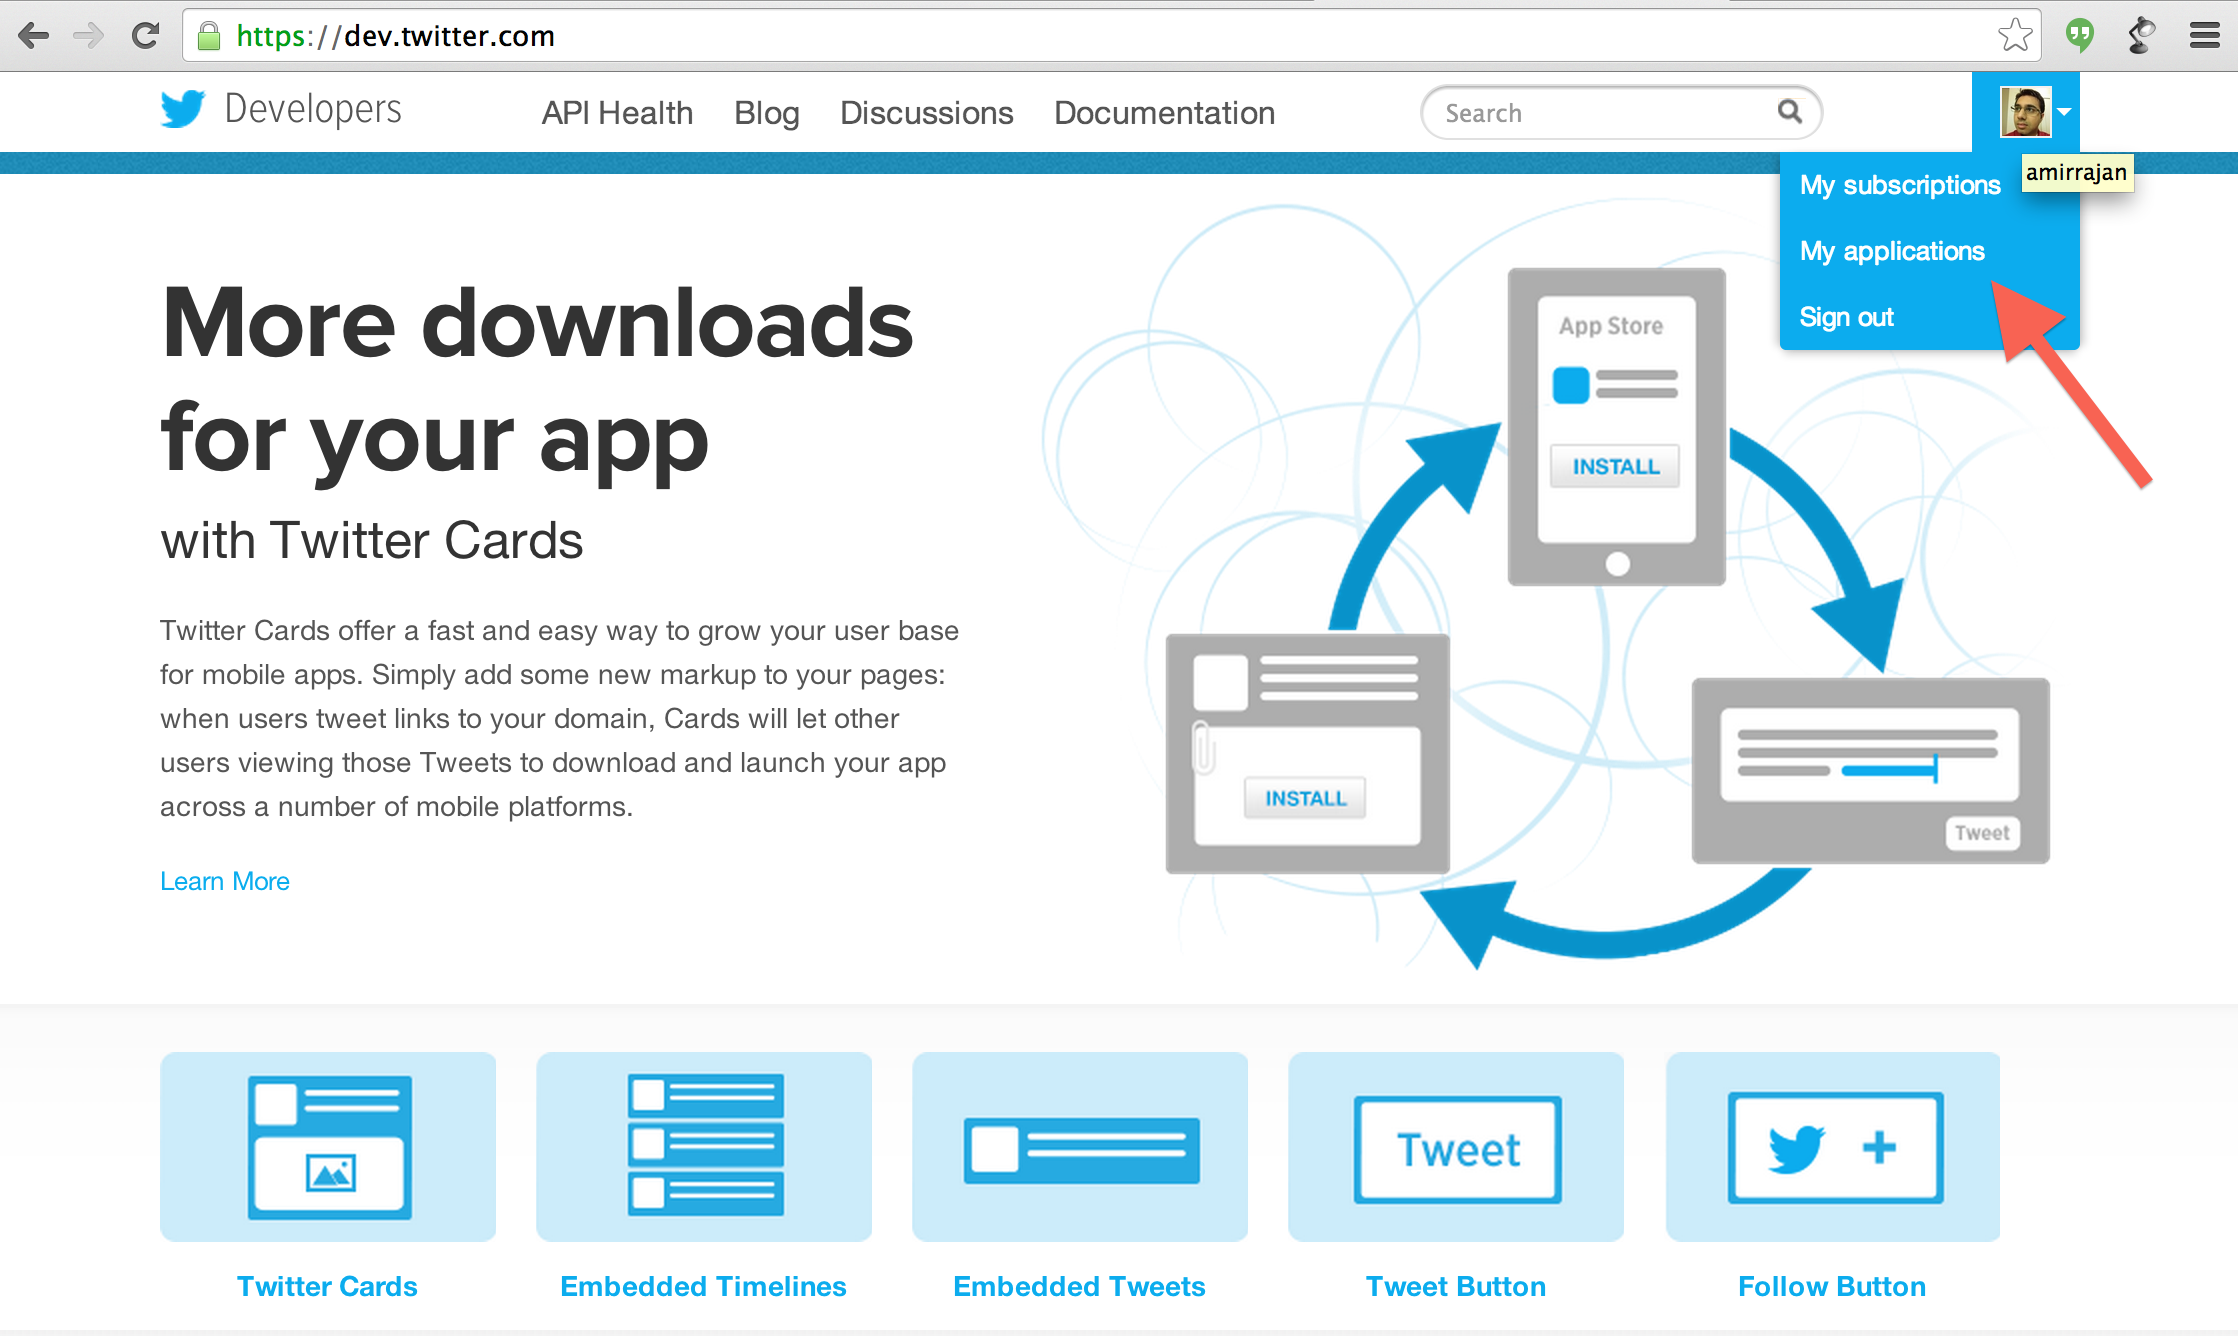 https://dev.twitter.com
Developers
API Health
Blog
Discussions
Documentation
Search
amirrajan
My subscriptions
My applications
Sign out
More downloads
for your app
with Twitter Cards
Twitter Cards offer a fast and easy way to grow your user base
for mobile apps. Simply add some new markup to your pages:
when users tweet links to your domain, Cards will let other
users viewing those Tweets to download and launch your app
across a number of mobile platforms.
Learn More
App Store
INSTALL
INSTALL
Tweet
Tweet
Twitter Cards
Embedded Timelines
Embedded Tweets
Tweet Button
Follow Button